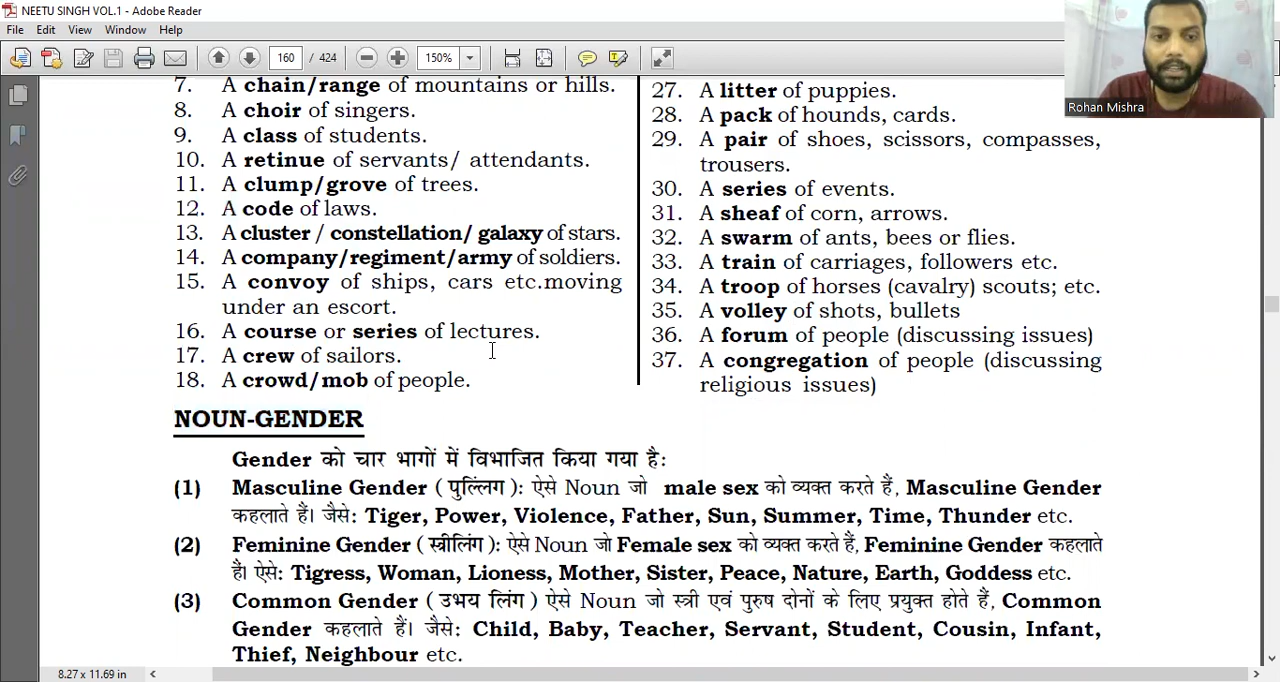 NEETU SINGH VOL.1 - Adobe Reader
File Edit View Window Help
160 / 424 150%
Rohan Mishra
7. A chain/range of mountains or hills.
8. A choir of singers.
9. A class of students.
10. A retinue of servants/ attendants.
11. A clump/grove of trees.
12. A code of laws.
13. A cluster / constellation/ galaxy of stars.
14. A company/regiment/army of soldiers.
15. A convoy of ships, cars etc.moving
under an escort.
16. A course or series of lectures.
17. A crew of sailors.
18. A crowd/mob of people.
27. A litter of puppies.
28. A pack of hounds, cards.
29. A pair of shoes, scissors, compasses,
trousers.
30. A series of events.
31. A sheaf of corn, arrows.
32. A swarm of ants, bees or flies.
33. A train of carriages, followers etc.
34. A troop of horses (cavalry) scouts; etc.
35. A volley of shots, bullets
36. A forum of people (discussing issues)
37. A congregation of people (discussing
religious issues)
NOUN-GENDER
Gender को चार भागों में विभाजित किया गया है:
(1) Masculine Gender ( पुल्लिंग ): ऐसे Noun जो male sex को व्यक्त करते हैं, Masculine Gender
कहलाते हैं। जैसे: Tiger, Power, Violence, Father, Sun, Summer, Time, Thunder etc.
(2) Feminine Gender ( स्त्रीलिंग ): ऐसे Noun जो Female sex को व्यक्त करते हैं, Feminine Gender कहलाते
हैं। ऐसे: Tigress, Woman, Lioness, Mother, Sister, Peace, Nature, Earth, Goddess etc.
(3) Common Gender ( उभय लिंग ) ऐसे Noun जो स्त्री एवं पुरुष दोनों के लिए प्रयुक्त होते हैं, Common
Gender कहलाते हैं। जैसे: Child, Baby, Teacher, Servant, Student, Cousin, Infant,
Thief, Neighbour etc.
8.27 x 11.69 in